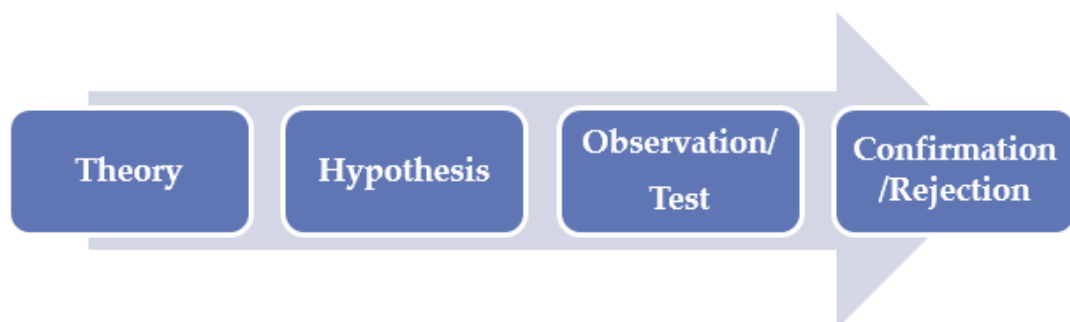 Theory
Hypothesis
Observation/
Test
Confirmation
/Rejection